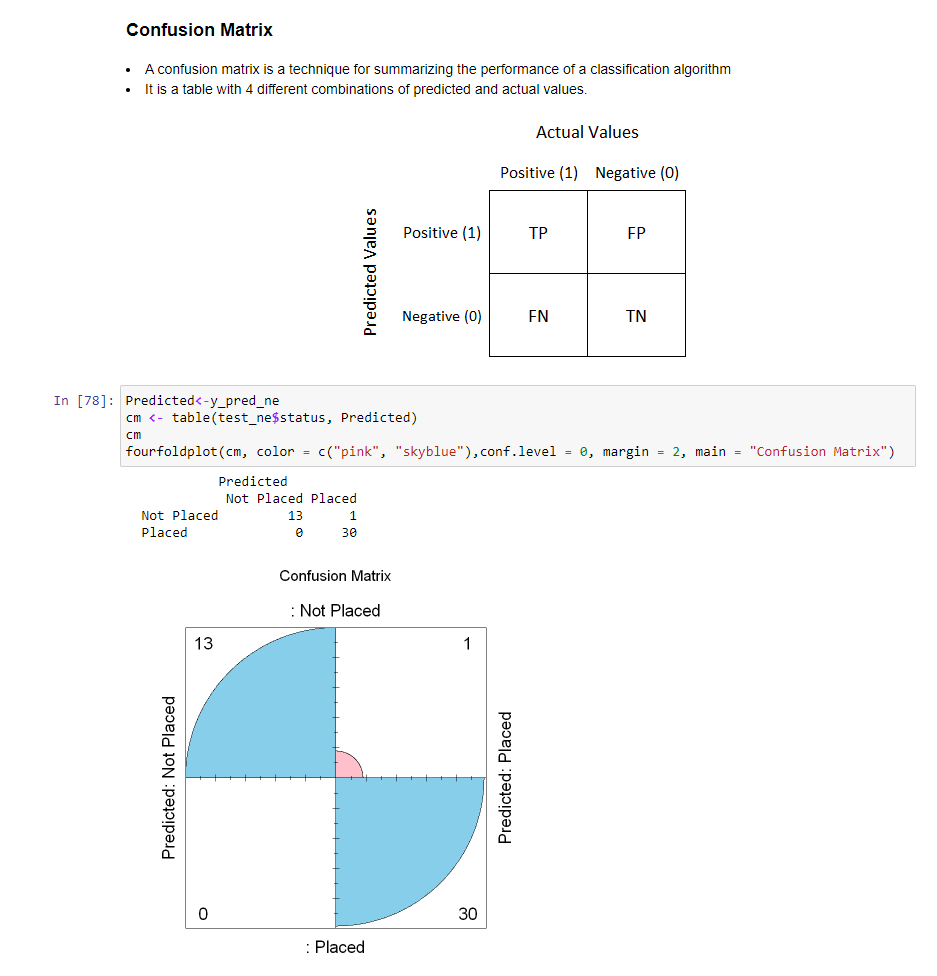 Confusion Matrix
• A confusion matrix is a technique for summarizing the performance of a classification algorithm
• It is a table with 4 different combinations of predicted and actual values.
Actual Values
Positive (1) Negative (0)
Predicted Values
Positive (1) TP FP
Negative (0) FN TN
In [78]: Predicted<-y_pred_ne
cm <- table(test_ne$status, Predicted)
cm
fourfoldplot(cm, color = c("pink", "skyblue"),conf.level = 0, margin = 2, main = "Confusion Matrix")
Predicted
Not Placed Placed
Not Placed 13 1
Placed 0 30
Confusion Matrix
: Not Placed
13 1
Predicted: Not Placed
Predicted: Placed
0 30
: Placed